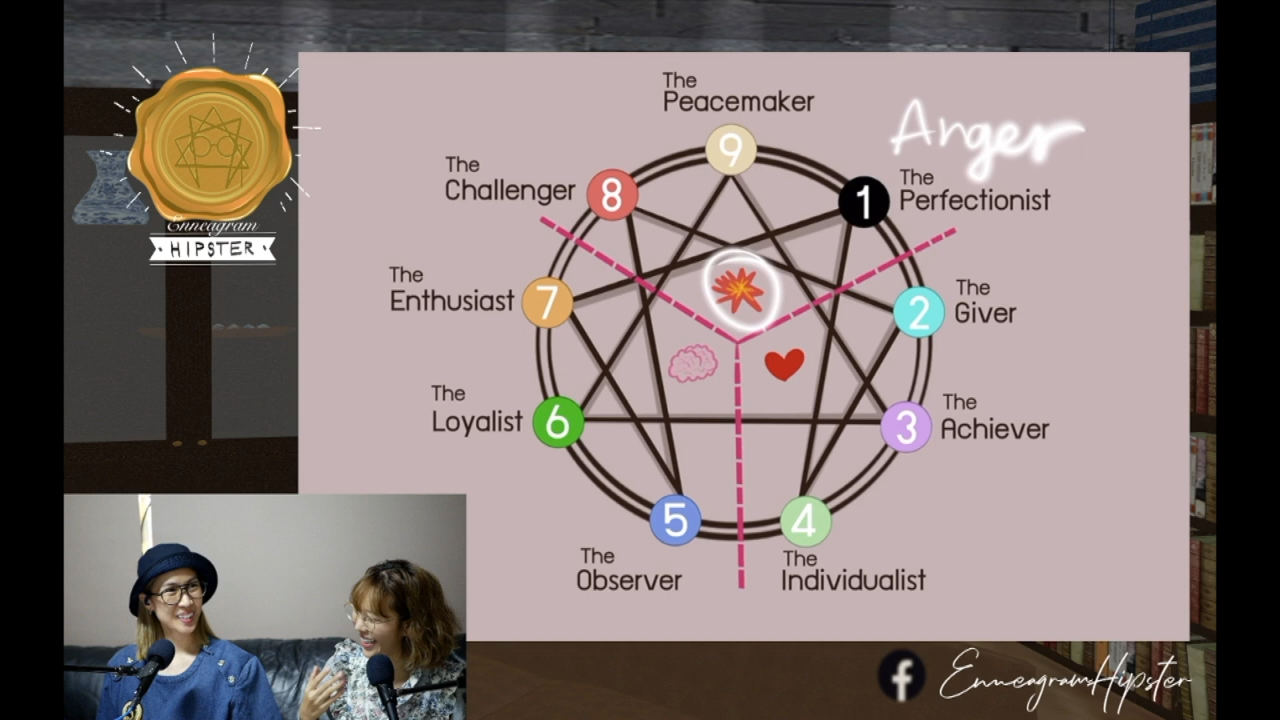 The
Peacemaker
Anger
9
The
Challenger
8
1
The
Perfectionist
Enneagram
HIPSTER
The
Enthusiast
7
2
The
Giver
The
Loyalist
6
3
The
Achiever
5
4
The
Observer
The
Individualist
f
EnneagramHipster